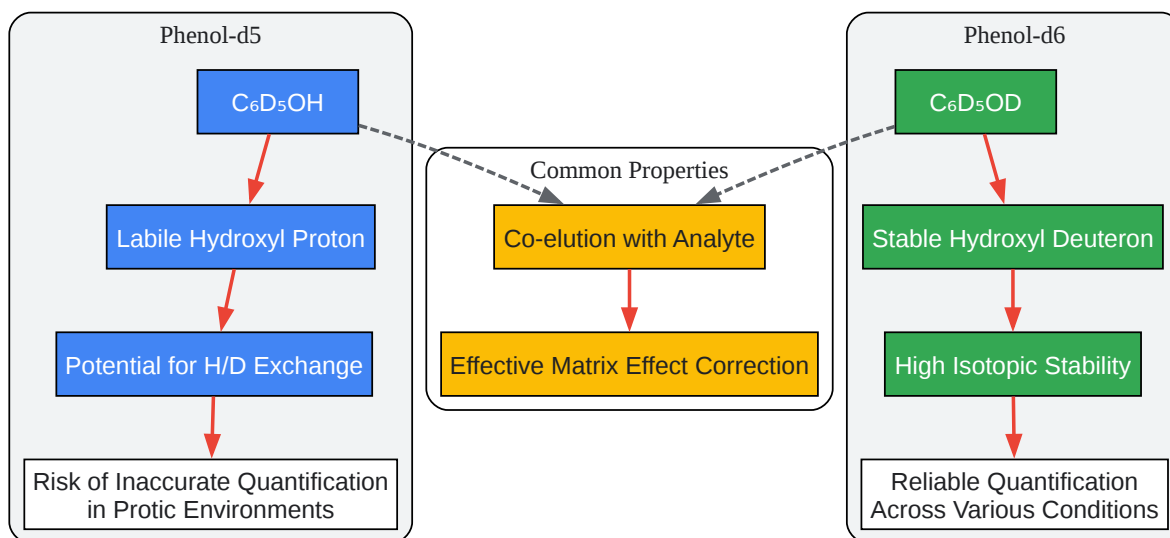 Phenol-d5
C₆D₅OH
Labile Hydroxyl Proton
Potential for H/D Exchange
Risk of Inaccurate Quantification
in Protic Environments
Common Properties
Co-elution with Analyte
Effective Matrix Effect Correction
Phenol-d6
C₆D₅OD
Stable Hydroxyl Deuteron
High Isotopic Stability
Reliable Quantification
Across Various Conditions